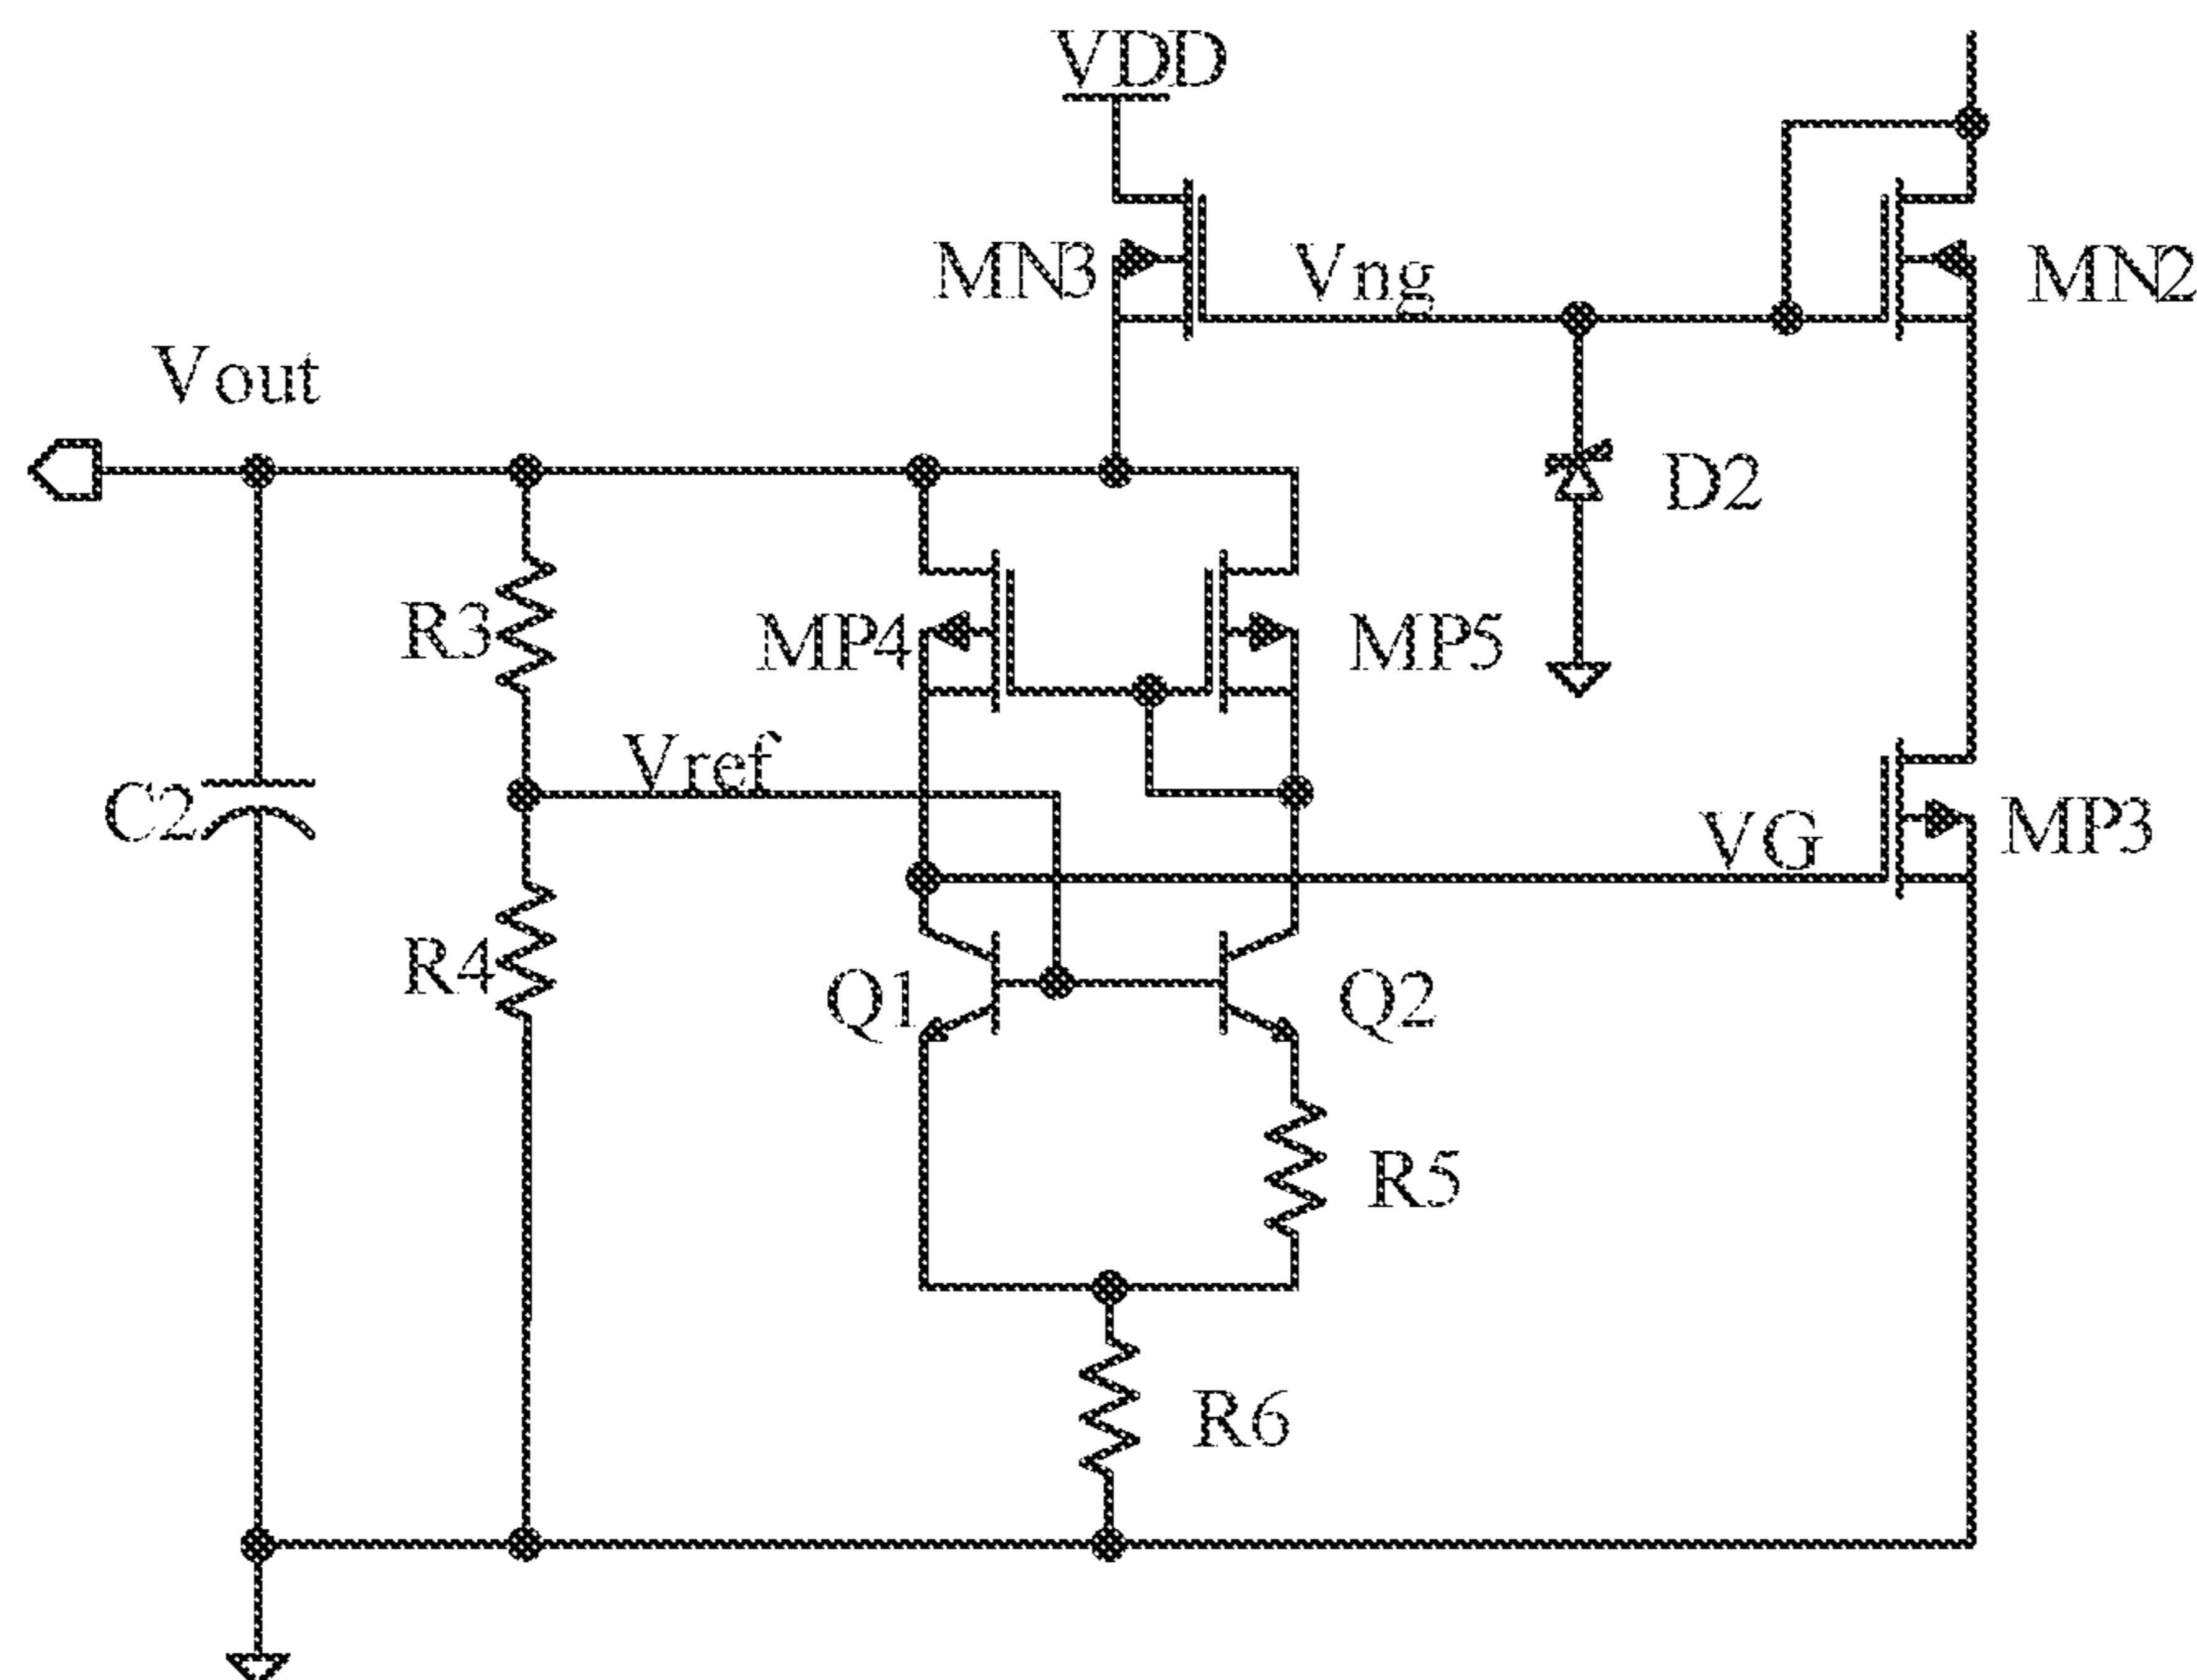 VDD
MN3
Vng
MN2
Vout
D2
R3
MP4
MP5
Vref
C2
VG
MP3
R4
Q1
Q2
R5
R6